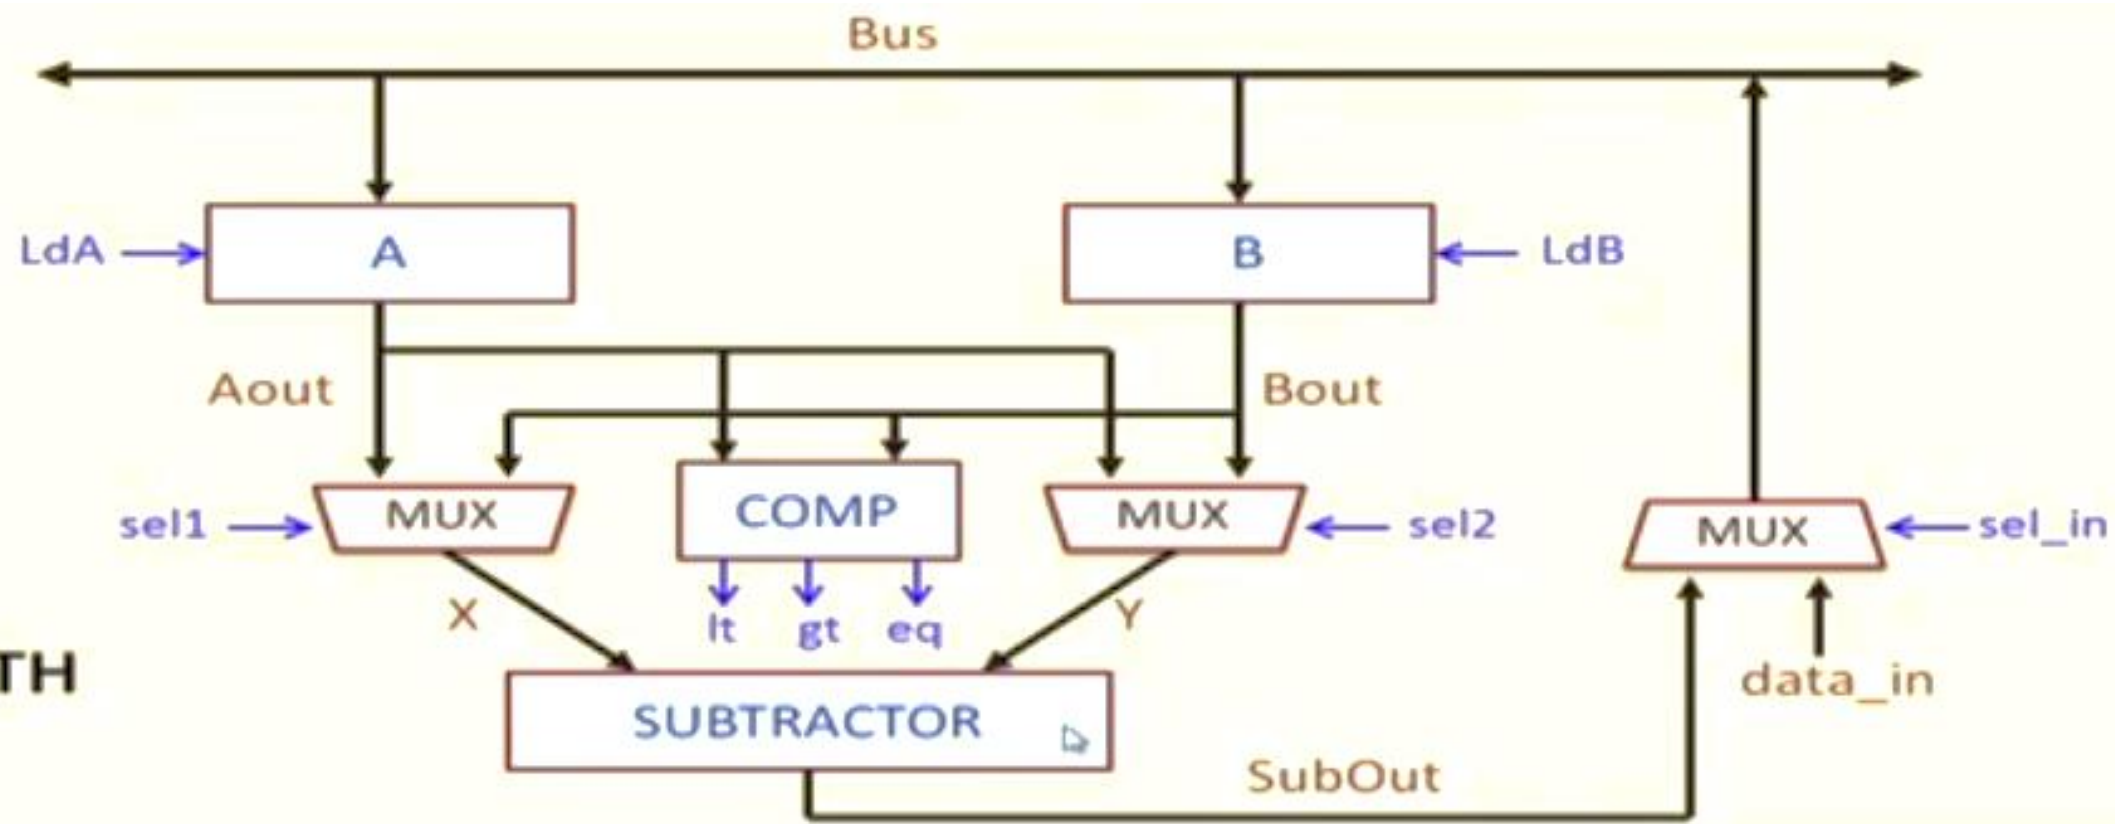 Bus
LdA
A
B
LdB
Aout
Bout
sel1
MUX
COMP
MUX
sel2
MUX
sel_in
X
lt
gt
eq
Y
TH
data_in
SUBTRACTOR
SubOut